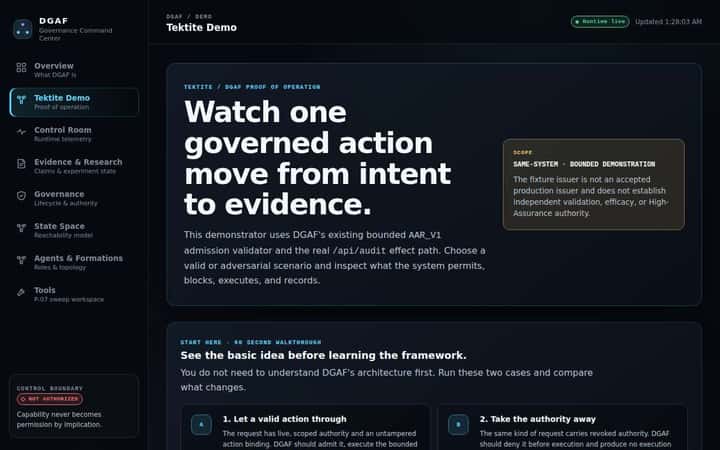 DGAF
Governance Command
Center
Overview
What DGAF is
Tektite Demo
Proof of operation
Control Room
Runtime telemetry
Evidence & Research
Claims & experiment state
Governance
Lifecycle & authority
State Space
Reachability model
Agents & Formations
Roles & topology
Tools
P-07 sweep workspace
CONTROL BOUNDARY
NOT AUTHORIZED
Capability never becomes
permission by implication.
DGAF / DEMO
Tektite Demo
Runtime live
Updated 1:28:03 AM
TEKTITE / DGAF PROOF OF OPERATION
Watch one
governed action
move from intent
to evidence.
This demonstrator uses DGAF's existing bounded AAR_V1
admission validator and the real /api/audit effect path. Choose a
valid or adversarial scenario and inspect what the system permits,
blocks, executes, and records.
SCOPE
SAME-SYSTEM · BOUNDED DEMONSTRATION
The fixture issuer is not an accepted
production issuer and does not establish
independent validation, efficacy, or High-
Assurance authority.
START HERE · 60 SECOND WALKTHROUGH
See the basic idea before learning the framework.
You do not need to understand DGAF's architecture first. Run these two cases and compare
what changes.
A
1. Let a valid action through
The request has live, scoped authority and an untampered
action binding. DGAF should admit it, execute the bounded
B
2. Take the authority away
The same kind of request carries revoked authority. DGAF
should deny it before execution and produce no execution